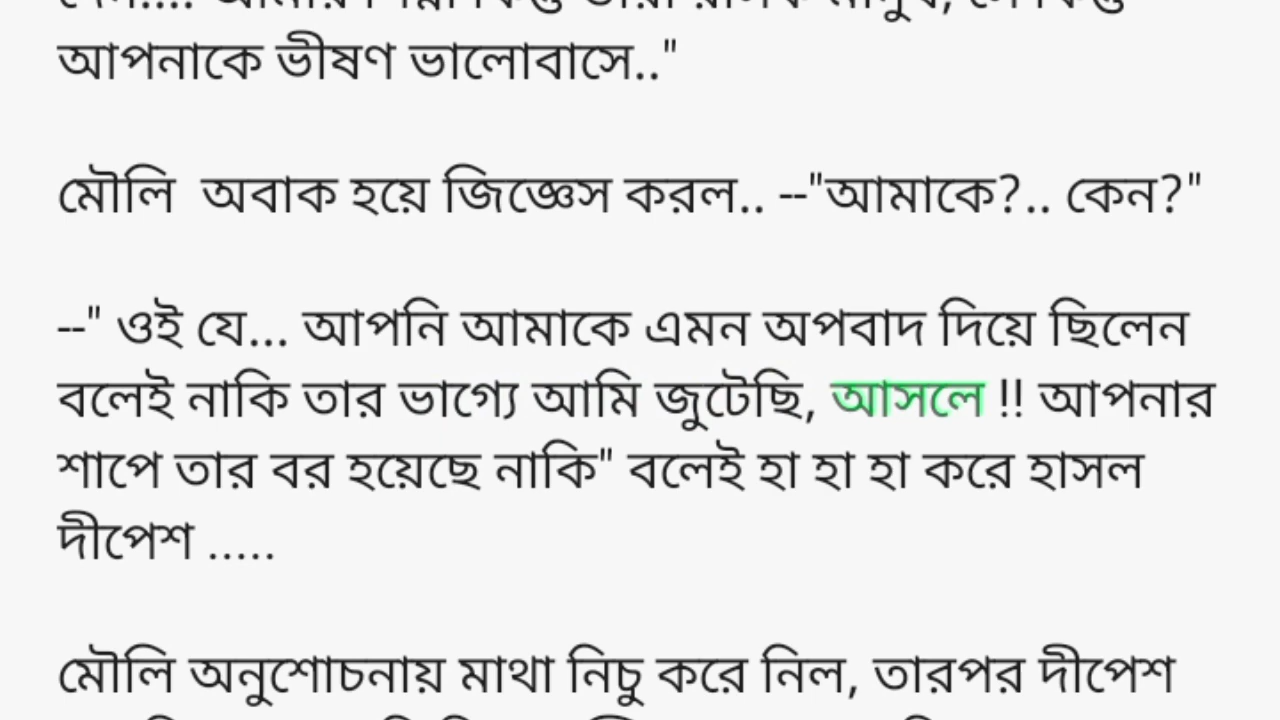 আপনাকে ভীষণ ভালোবাসে.."
মৌলি  অবাক হয়ে জিজ্ঞেস করল.. --"আমাকে?.. কেন?"
--" ওই যে... আপনি আমাকে এমন অপবাদ দিয়ে ছিলেন
বলেই নাকি তার ভাগ্যে আমি জুটেছি, আসলে !! আপনার
শাপে তার বর হয়েছে নাকি" বলেই হা হা হা করে হাসল
দীপেশ .....
মৌলি অনুশোচনায় মাথা নিচু করে নিল, তারপর দীপেশ